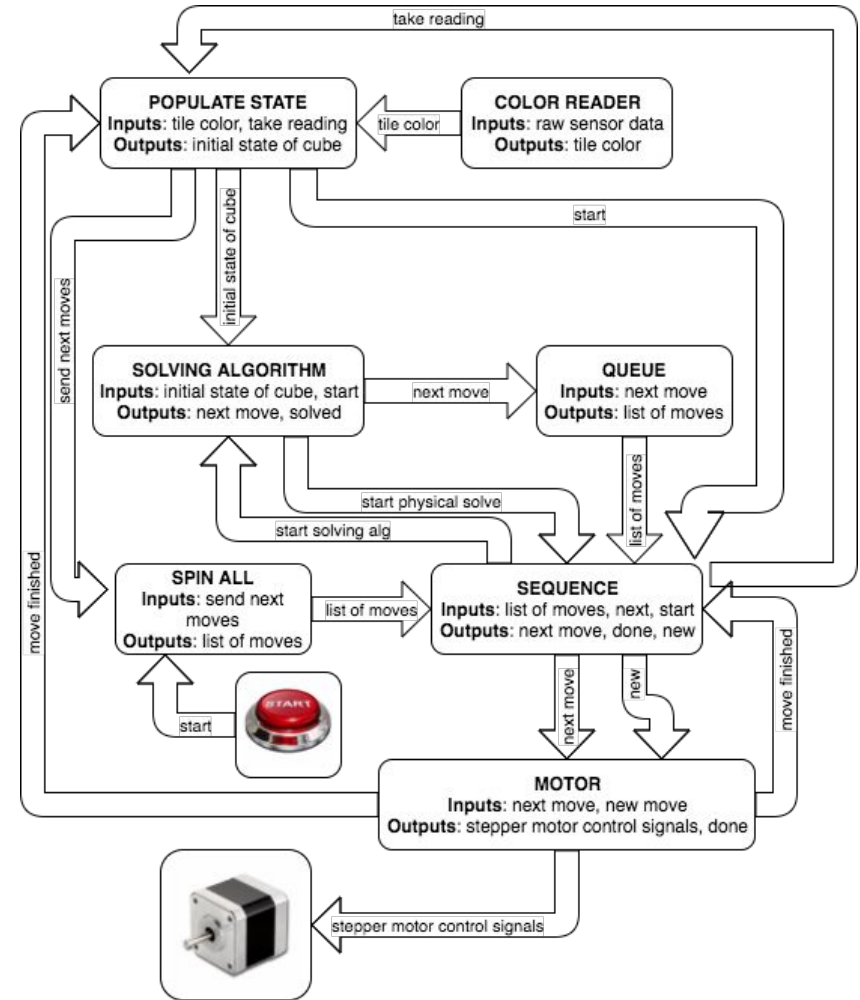 take reading
POPULATE STATE
Inputs: tile color, take reading
Outputs: initial state of cube
tile color
COLOR READER
Inputs: raw sensor data
Outputs: tile color
initial state of cube
start
send next moves
SOLVING ALGORITHM
Inputs: initial state of cube, start
Outputs: next move, solved
next move
QUEUE
Inputs: next move
Outputs: list of moves
start physical solve
list of moves
start solving alg
move finished
SPIN ALL
Inputs: send next
moves
Outputs: list of moves
list of moves
SEQUENCE
Inputs: list of moves, next, start
Outputs: next move, done, new
start
START
next move
new
move finished
MOTOR
Inputs: next move, new move
Outputs: stepper motor control signals, done
stepper motor control signals